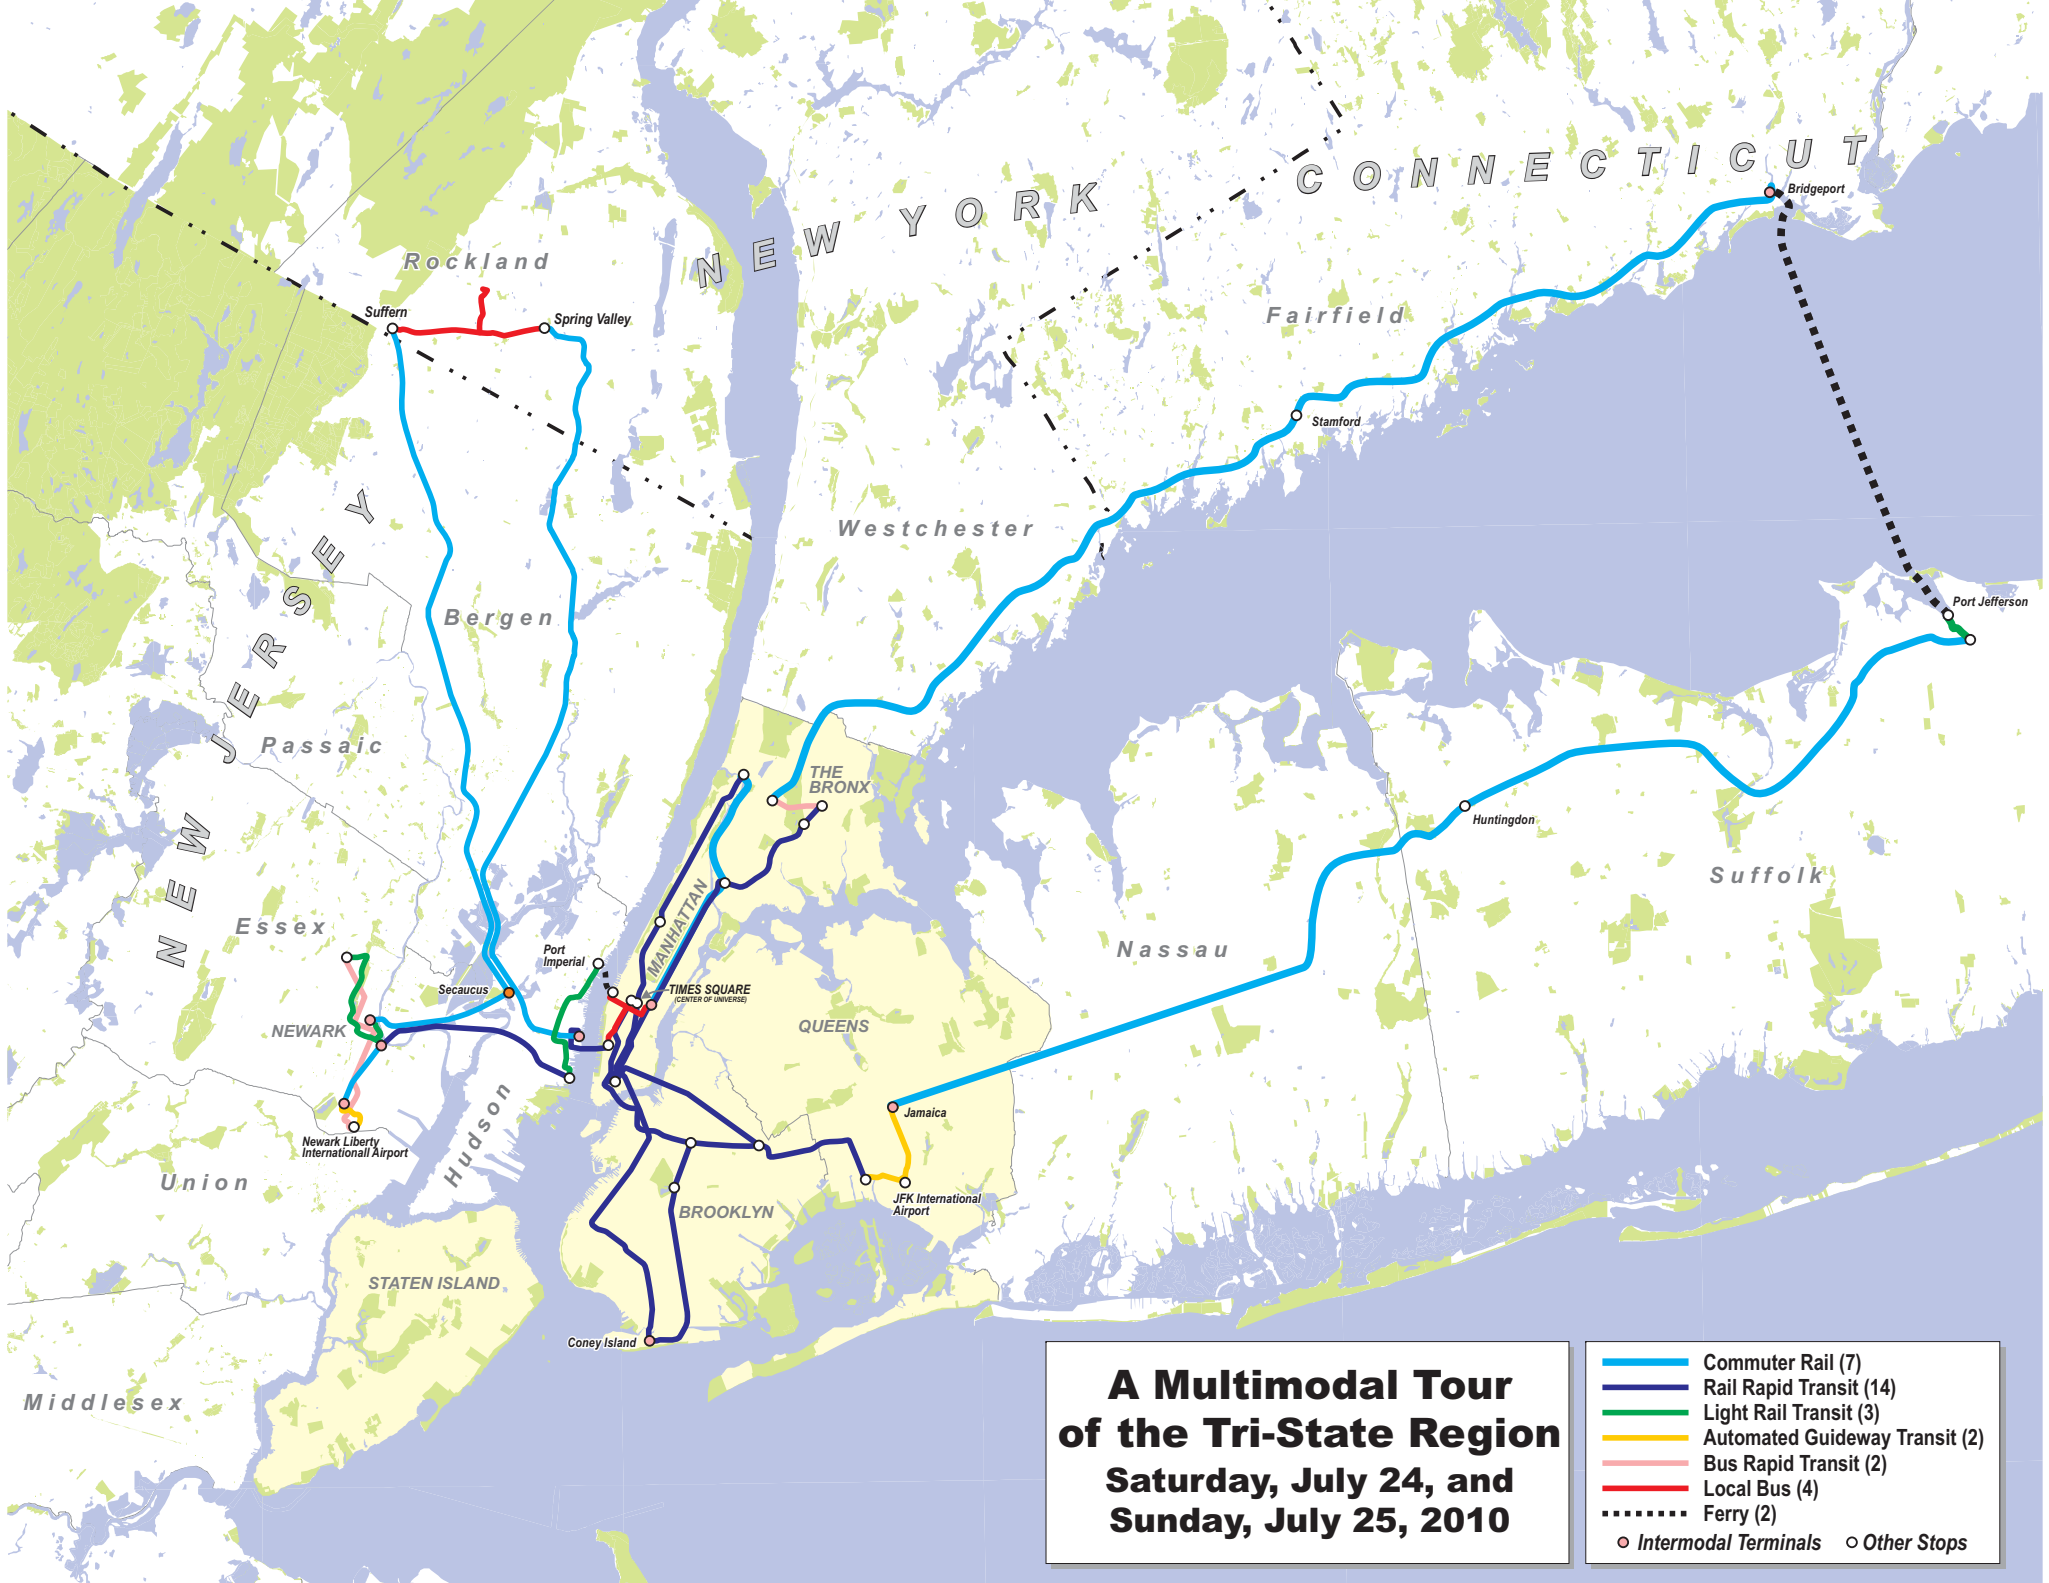 CONNECTICUT
NEW YORK
Bridgeport
Rockland
Suffern
Spring Valley
Fairfield
Stamford
Westchester
NEW JERSEY
Bergen
Port Jefferson
Passaic
THE
BRONX
Huntingdon
Suffolk
Essex
MANHATTAN
Nassau
Port
Imperial
Secaucus
TIMES SQUARE
(CENTER OF UNIVERSE)
NEWARK
QUEENS
Jamaica
Hudson
Newark Liberty
Internationall Airport
Union
JFK International
Airport
BROOKLYN
STATEN ISLAND
Coney Island
Middlesex
A Multimodal Tour
of the Tri-State Region
Saturday, July 24, and
Sunday, July 25, 2010
Commuter Rail (7)
Rail Rapid Transit (14)
Light Rail Transit (3)
Automated Guideway Transit (2)
Bus Rapid Transit (2)
Local Bus (4)
Ferry (2)
Intermodal Terminals Other Stops